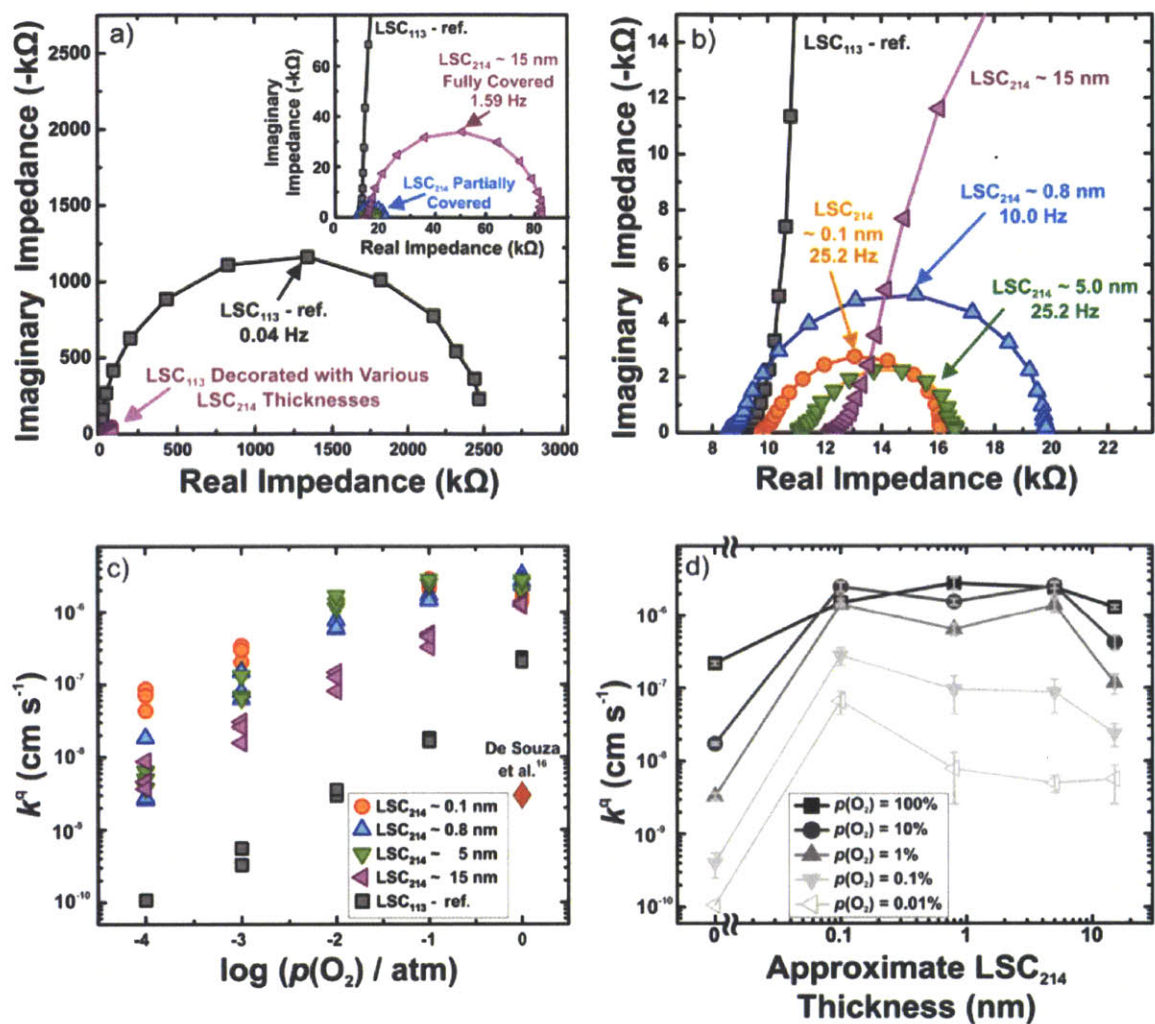 a)
2500
2000
1500
1000
500
0
Imaginary Impedance (-kΩ)
0 500 1000 1500 2000 2500 3000
Real Impedance (kΩ)
LSC₁₁₃ - ref.
0.04 Hz
LSC₁₁₃ Decorated with Various
LSC₂₁₄ Thicknesses
60
40
20
0
Imaginary
Impedance (-kΩ)
0 20 40 60 80
Real Impedance (kΩ)
LSC₁₁₃ - ref.
LSC₂₁₄ ~ 15 nm
Fully Covered
1.59 Hz
LSC₂₁₄ Partially
Covered
b)
14
12
10
8
6
4
2
0
Imaginary Impedance (-kΩ)
8 10 12 14 16 18 20 22
Real Impedance (kΩ)
LSC₁₁₃ - ref.
LSC₂₁₄ ~ 15 nm
LSC₂₁₄ ~ 0.8 nm
10.0 Hz
LSC₂₁₄
~ 0.1 nm
25.2 Hz
LSC₂₁₄ ~ 5.0 nm
25.2 Hz
c)
10⁻⁶
10⁻⁷
10⁻⁸
10⁻⁹
10⁻¹⁰
k^q (cm s⁻¹)
-4 -3 -2 -1 0
log (p(O₂) / atm)
De Souza
et al.¹⁶
LSC₂₁₄ ~ 0.1 nm
LSC₂₁₄ ~ 0.8 nm
LSC₂₁₄ ~ 5 nm
LSC₂₁₄ ~ 15 nm
LSC₁₁₃ - ref.
d)
10⁻⁶
10⁻⁷
10⁻⁸
10⁻⁹
10⁻¹⁰
k^q (cm s⁻¹)
0 0.1 1 10
Approximate LSC₂₁₄
Thickness (nm)
p(O₂) = 100%
p(O₂) = 10%
p(O₂) = 1%
p(O₂) = 0.1%
p(O₂) = 0.01%